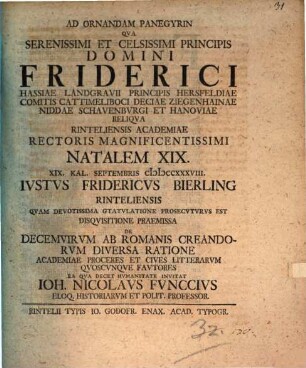 31
AD ORNANDAM PANEGYRIN
QVA
SERENISSIMI ET CELSISSIMI PRINCIPIS
DOMINI
FRIDERICI
HASSIAE LANDGRAVII PRINCIPIS HERSFELDIAE
COMITIS CATTIMELIBOCI DECIAE ZIEGENHAINAE
NIDDAE SCHAVENBVRGI ET HANOVIAE
RELIQVA
RINTELIENSIS ACADEMIAE
RECTORIS MAGNIFICENTISSIMI
NATALEM XIX.
XIX. KAL. SEPTEMBRIS CIↃIↃCCXXXVIII.
IVSTVS FRIDERICVS BIERLING
RINTELIENSIS
QVAM DEVOTISSIMA GTATVLATIONE PROSECVTVRVS EST
DISQVISITIONE PRAEMISSA
DE
DECEMVIRVM AB ROMANIS CREANDO-
RVM DIVERSA RATIONE
ACADEMIAE PROCERES ET CIVES LITTERARVM
QVOSCVNQVE FAVTORES
EA QVA DECET HVMANITATE INVITAT
IOH. NICOLAVS FVNCCIVS
ELOQ. HISTORIARVM ET POLIT. PROFESSOR.
RINTELII TYPIS IO. GODOFR. ENAX. ACAD. TYPOGR.